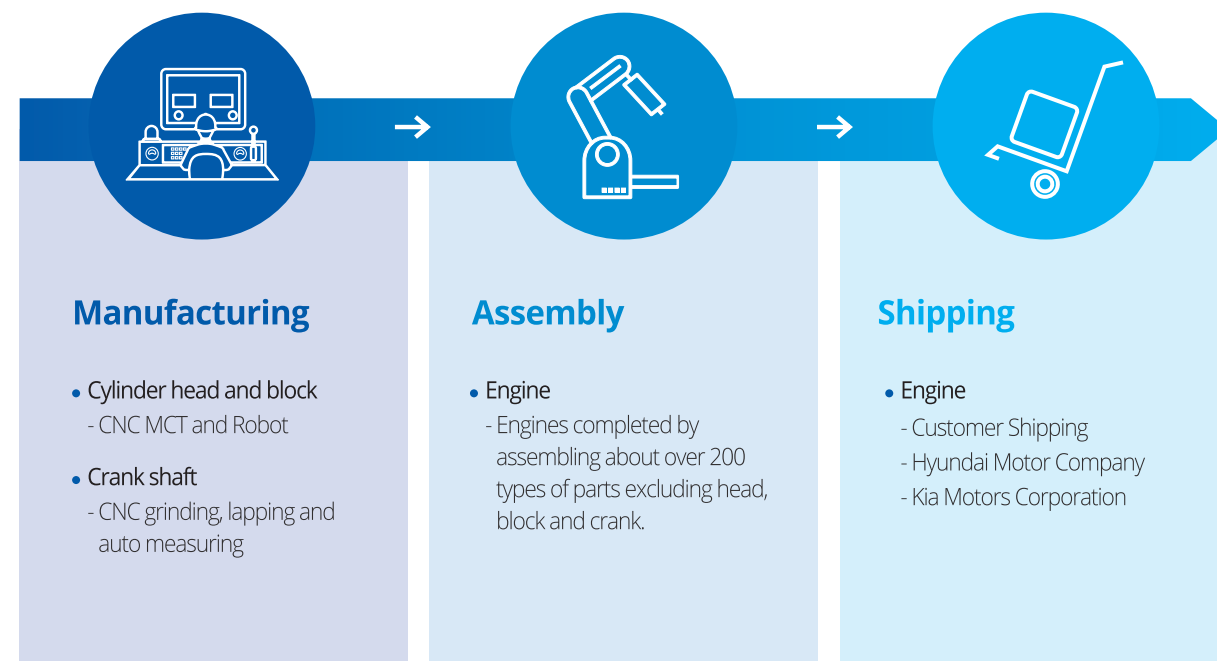 Manufacturing
• Cylinder head and block
- CNC MCT and Robot
• Crank shaft
- CNC grinding, lapping and
auto measuring
Assembly
• Engine
- Engines completed by
assembling about over 200
types of parts excluding head,
block and crank.
Shipping
• Engine
- Customer Shipping
- Hyundai Motor Company
- Kia Motors Corporation